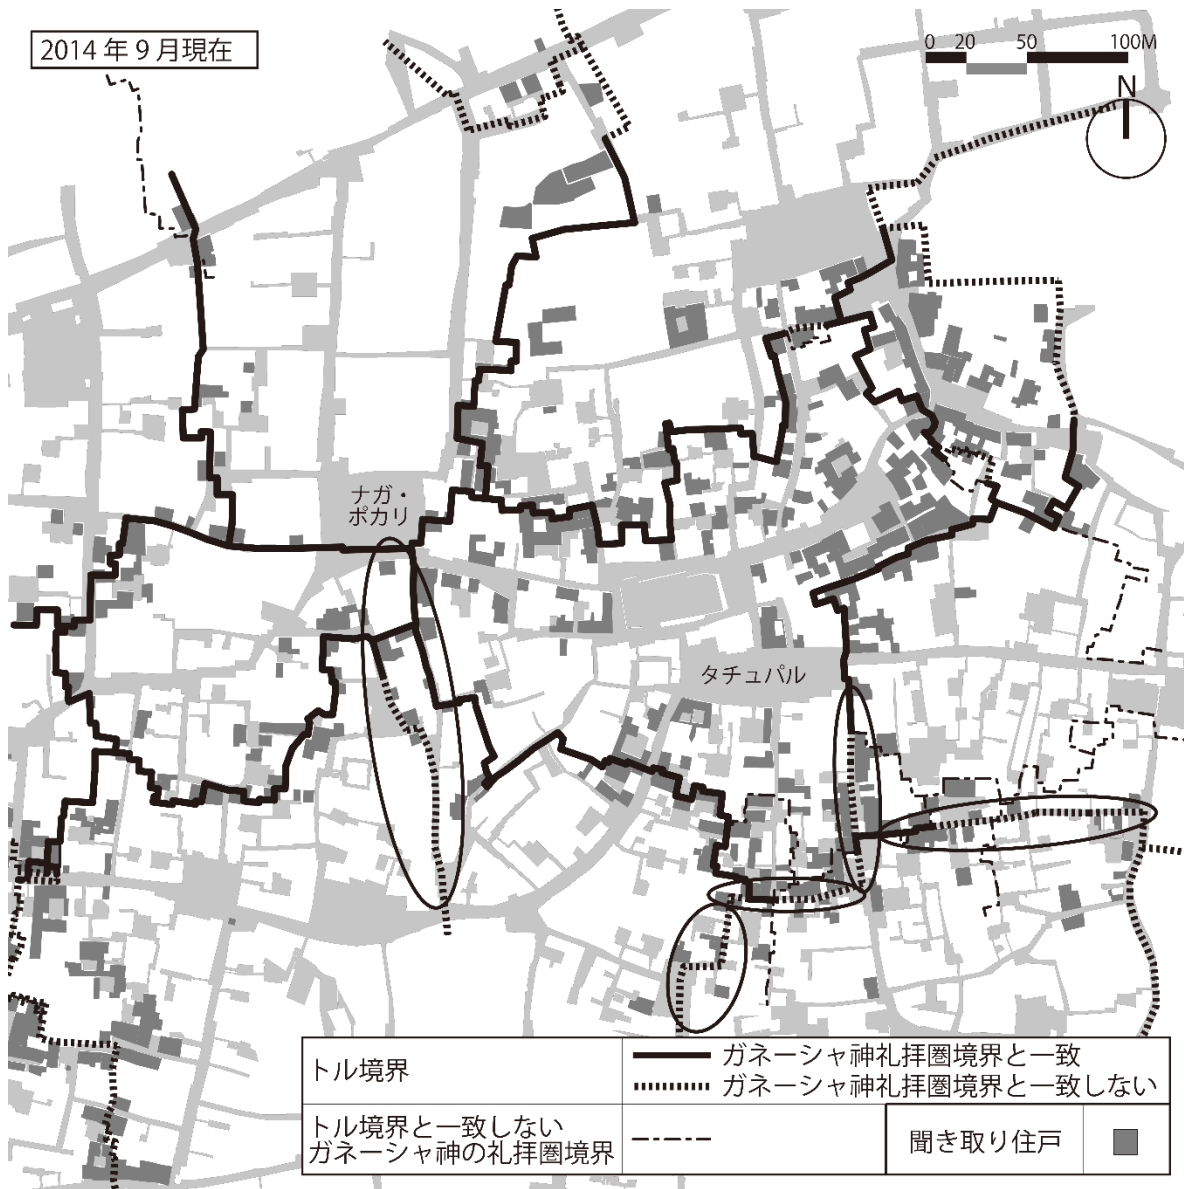 2014 年 9 月現在
0 20 50 100M
N
ナガ・
ポカリ
タチュパル
トル境界
ガネーシャ神礼拝圏境界と一致
ガネーシャ神礼拝圏境界と一致しない
トル境界と一致しない
ガネーシャ神の礼拝圏境界
聞き取り住戸